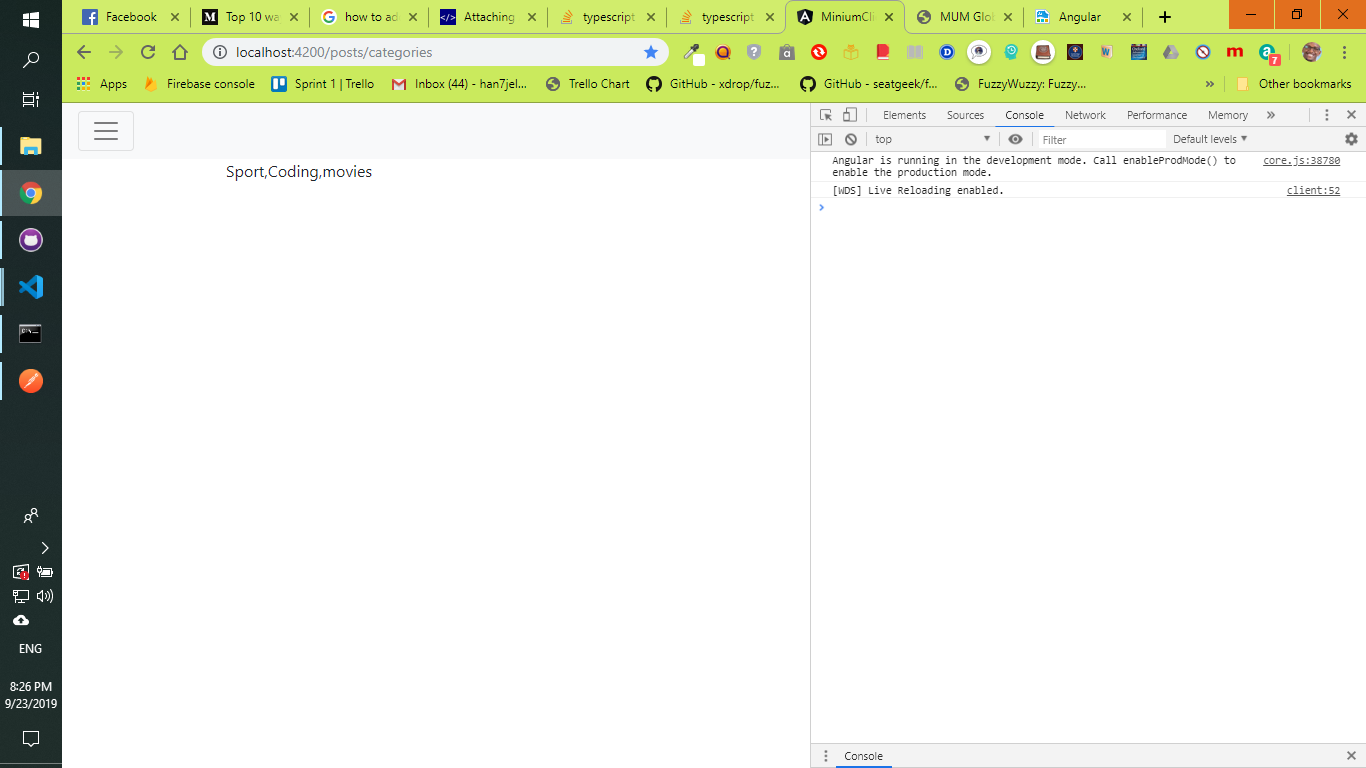 Facebook
Top 10 wa
how to ad
Attaching
typescript
typescript
MiniumCli
MUM Glo
Angular
localhost:4200/posts/categories
7
Apps
Firebase console
Sprint 1 | Trello
Inbox (44) - han7jel...
Trello Chart
GitHub - xdrop/fuz...
GitHub - seatgeek/f...
FuzzyWuzzy: Fuzzy...
»
Other bookmarks
Sport,Coding,movies
Elements
Sources
Console
Network
Performance
Memory
»
top
Filter
Default levels
Angular is running in the development mode. Call enableProdMode() to
core.js:38780
enable the production mode.
[WDS] Live Reloading enabled.
client:52
Console
ENG
8:26 PM
9/23/2019